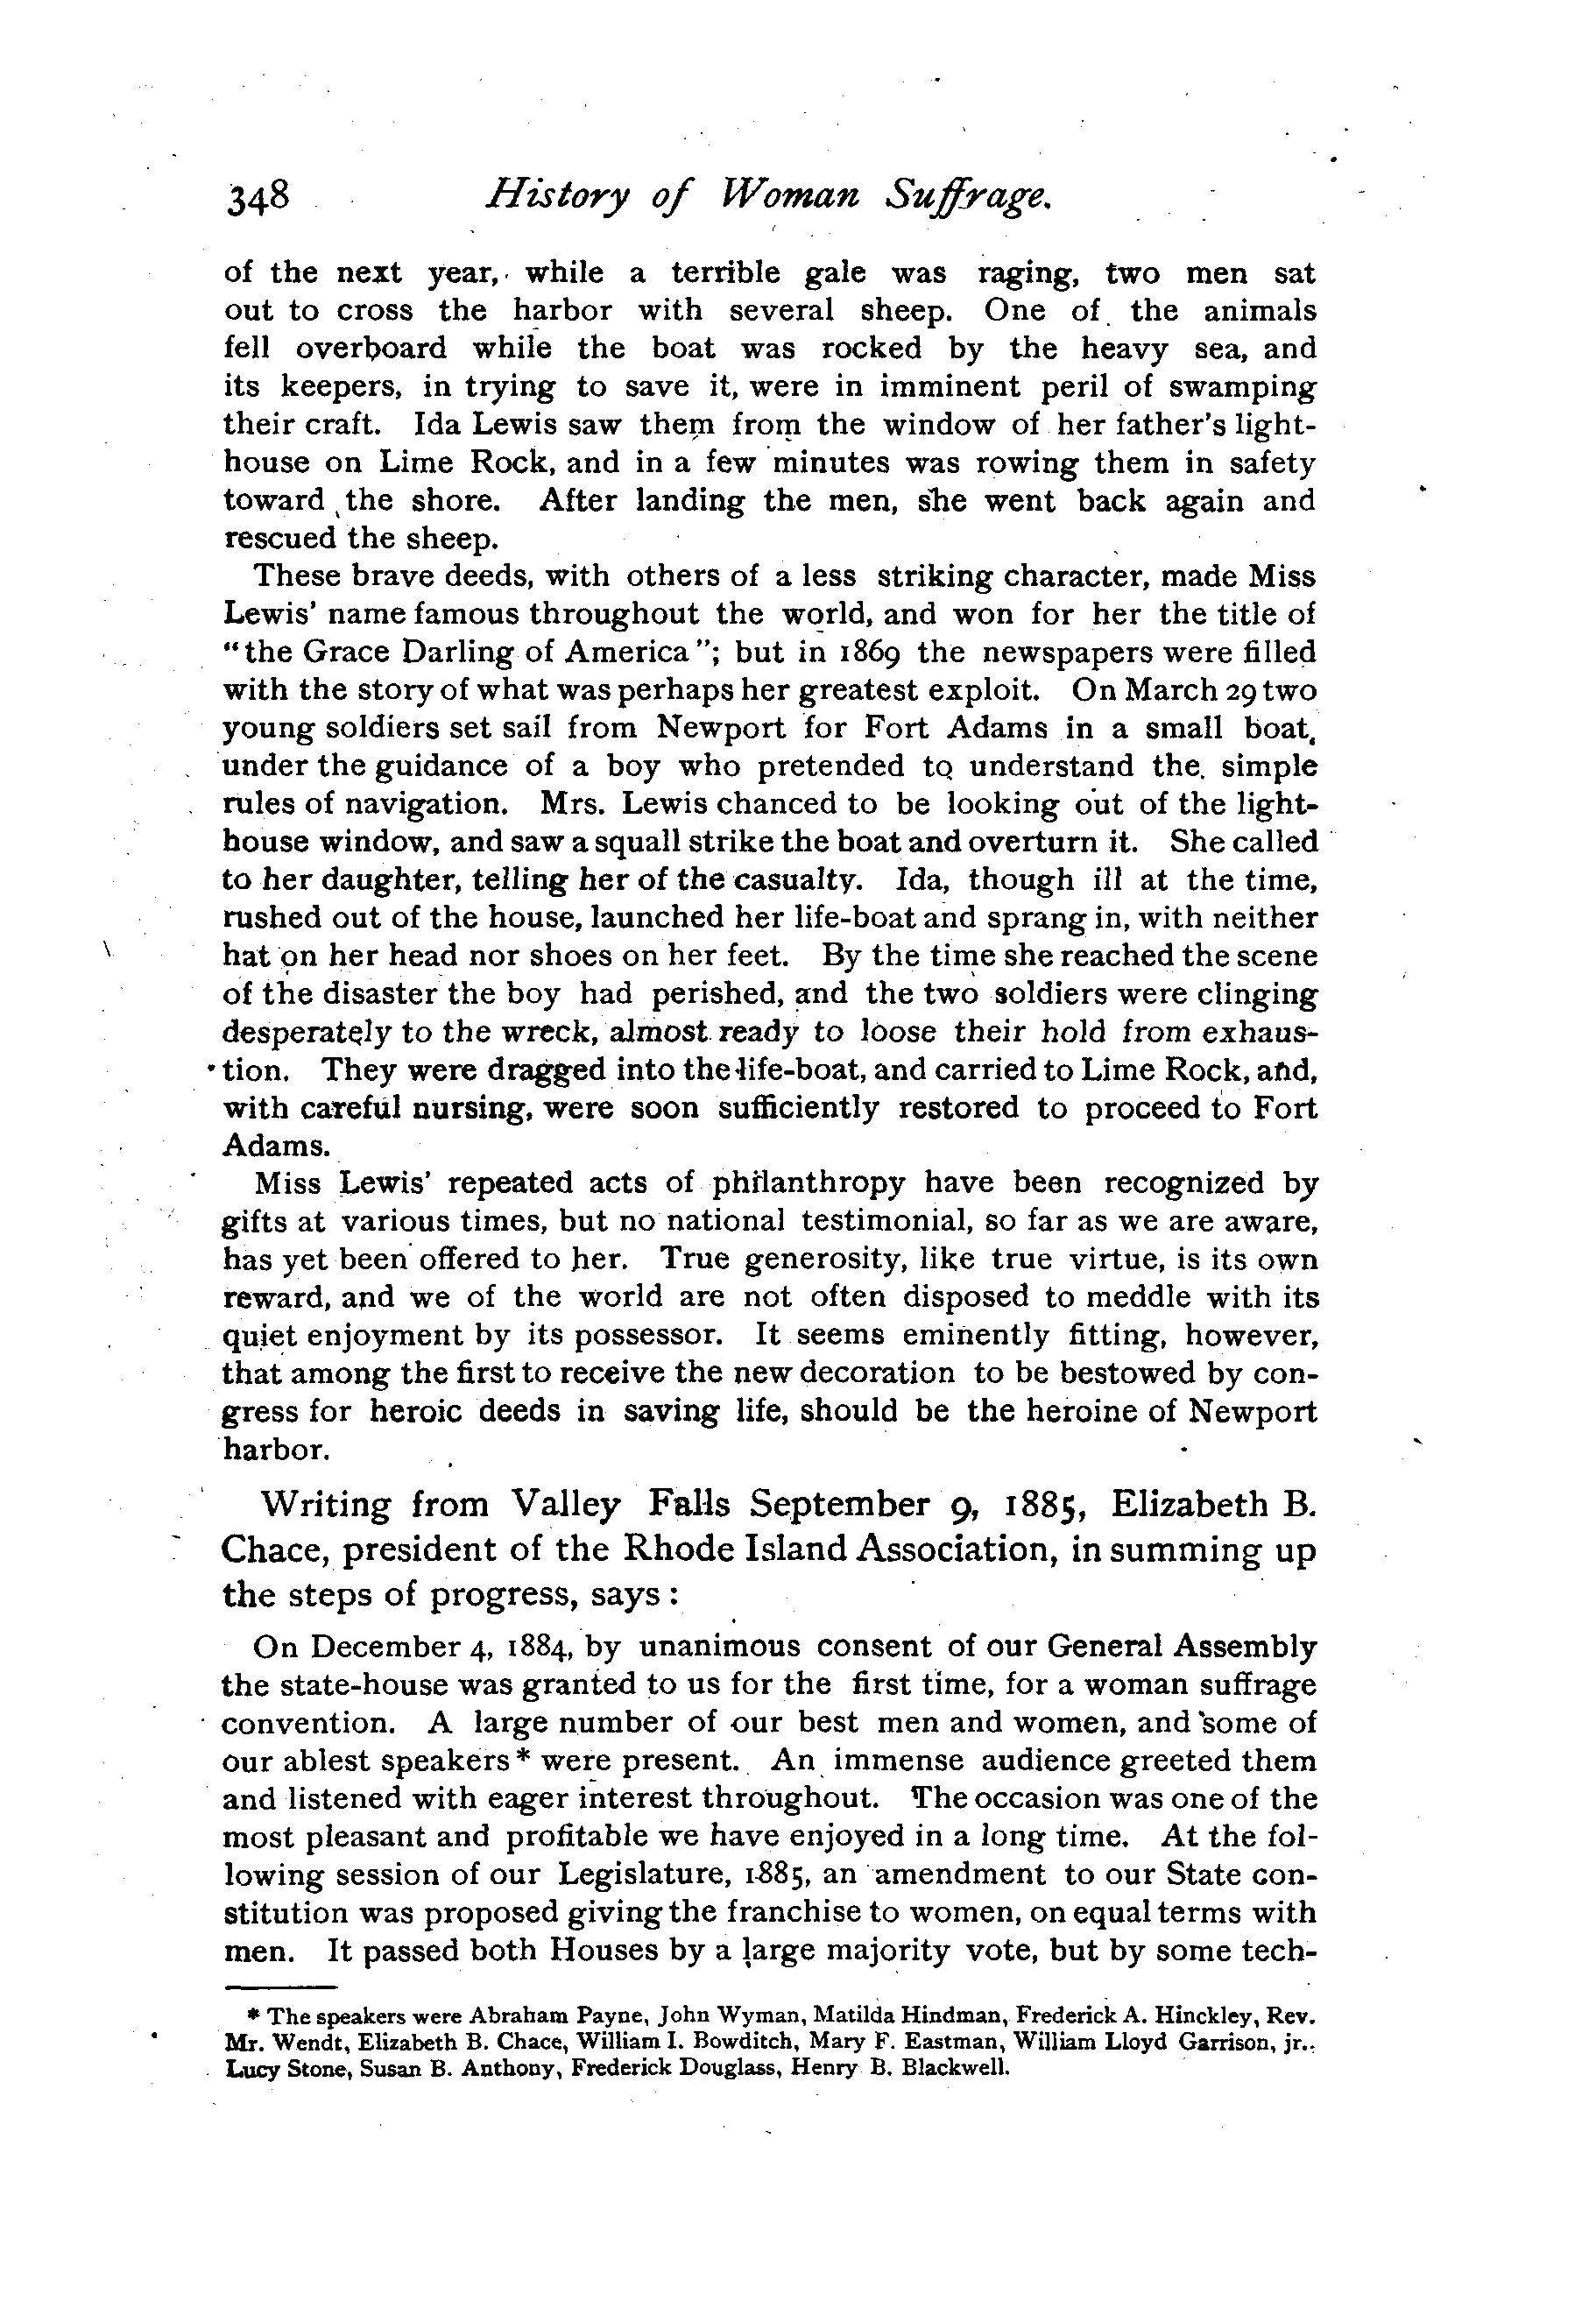 348 History of Woman Suffrage.
of the next year, while a terrible gale was raging, two men sat
out to cross the harbor with several sheep. One of the animals
fell overboard while the boat was rocked by the heavy sea, and
its keepers, in trying to save it, were in imminent peril of swamping
their craft. Ida Lewis saw them from the window of her father's light-
house on Lime Rock, and in a few minutes was rowing them in safety
toward the shore. After landing the men, she went back again and
rescued the sheep.
These brave deeds, with others of a less striking character, made Miss
Lewis' name famous throughout the world, and won for her the title of
"the Grace Darling of America"; but in 1869 the newspapers were filled
with the story of what was perhaps her greatest exploit. On March 29 two
young soldiers set sail from Newport for Fort Adams in a small boat,
under the guidance of a boy who pretended to understand the simple
rules of navigation. Mrs. Lewis chanced to be looking out of the light-
house window, and saw a squall strike the boat and overturn it. She called
to her daughter, telling her of the casualty. Ida, though ill at the time,
rushed out of the house, launched her life-boat and sprang in, with neither
hat on her head nor shoes on her feet. By the time she reached the scene
of the disaster the boy had perished, and the two soldiers were clinging
desperately to the wreck, almost ready to loose their hold from exhaus-
tion. They were dragged into the life-boat, and carried to Lime Rock, and,
with careful nursing, were soon sufficiently restored to proceed to Fort
Adams.
Miss Lewis' repeated acts of philanthropy have been recognized by
gifts at various times, but no national testimonial, so far as we are aware,
has yet been offered to her. True generosity, like true virtue, is its own
reward, and we of the world are not often disposed to meddle with its
quiet enjoyment by its possessor. It seems eminently fitting, however,
that among the first to receive the new decoration to be bestowed by con-
gress for heroic deeds in saving life, should be the heroine of Newport
harbor.
Writing from Valley Falls September 9, 1885, Elizabeth B.
Chace, president of the Rhode Island Association, in summing up
the steps of progress, says:
On December 4, 1884, by unanimous consent of our General Assembly
the state-house was granted to us for the first time, for a woman suffrage
convention. A large number of our best men and women, and some of
our ablest speakers * were present. An immense audience greeted them
and listened with eager interest throughout. The occasion was one of the
most pleasant and profitable we have enjoyed in a long time. At the fol-
lowing session of our Legislature, 1885, an amendment to our State con-
stitution was proposed giving the franchise to women, on equal terms with
men. It passed both Houses by a large majority vote, but by some tech-
* The speakers were Abraham Payne, John Wyman, Matilda Hindman, Frederick A. Hinckley, Rev.
Mr. Wendt, Elizabeth B. Chace, William I. Bowditch, Mary F. Eastman, William Lloyd Garrison, jr.,
Lucy Stone, Susan B. Anthony, Frederick Douglass, Henry B. Blackwell.